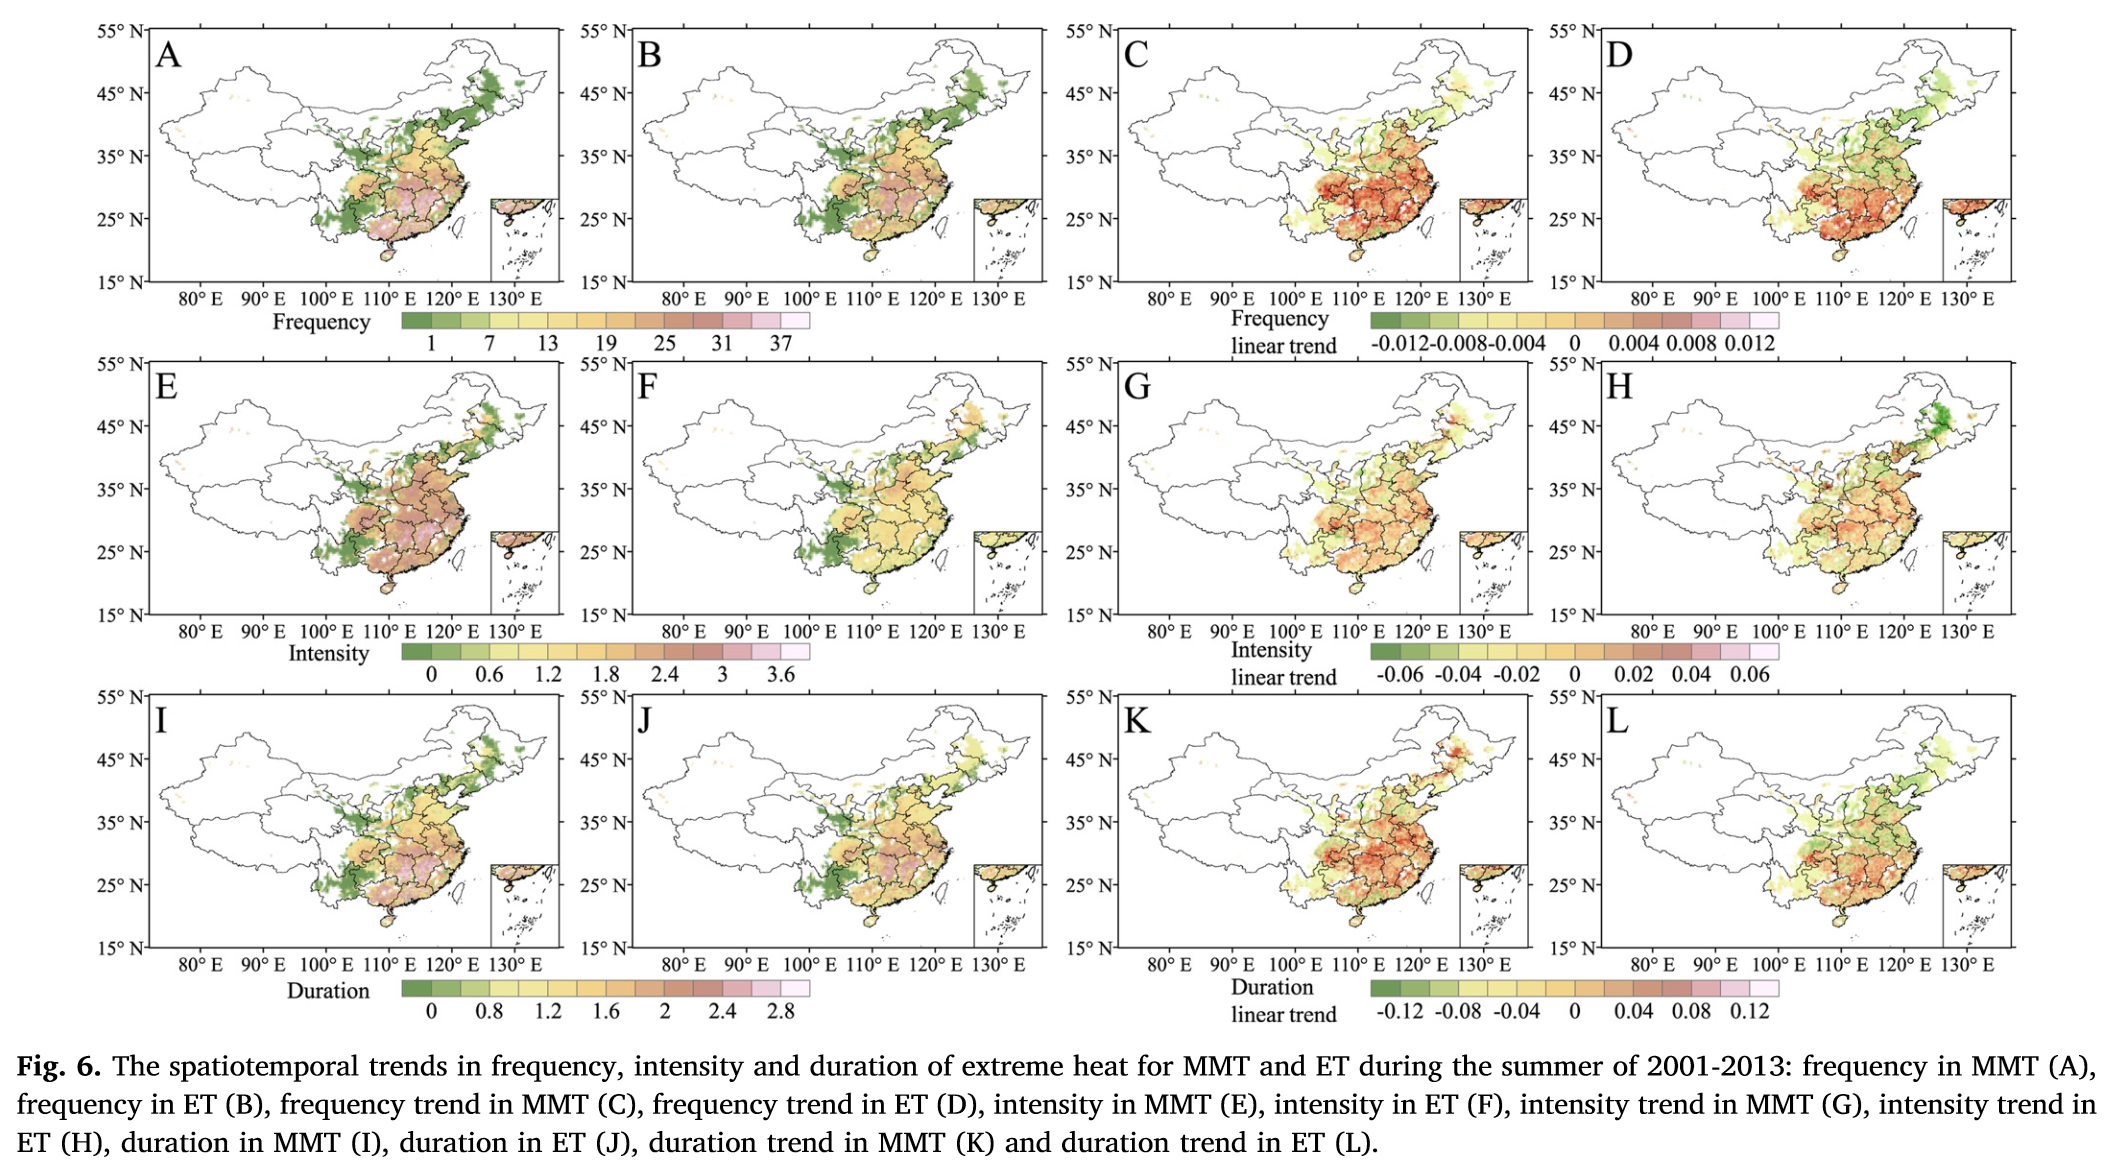 A B C D
55° N 55° N 55° N 55° N
45° N 45° N 45° N 45° N
35° N 35° N 35° N 35° N
25° N 25° N 25° N 25° N
15° N 15° N 15° N 15° N
80° E 90° E 100° E 110° E 120° E 130° E 80° E 90° E 100° E 110° E 120° E 130° E 80° E 90° E 100° E 110° E 120° E 130° E 80° E 90° E 100° E 110° E 120° E 130° E
Frequency
1 7 13 19 25 31 37
Frequency
linear trend
-0.012 -0.008 -0.004 0 0.004 0.008 0.012
E F G H
55° N 55° N 55° N 55° N
45° N 45° N 45° N 45° N
35° N 35° N 35° N 35° N
25° N 25° N 25° N 25° N
15° N 15° N 15° N 15° N
80° E 90° E 100° E 110° E 120° E 130° E 80° E 90° E 100° E 110° E 120° E 130° E 80° E 90° E 100° E 110° E 120° E 130° E 80° E 90° E 100° E 110° E 120° E 130° E
Intensity
0 0.6 1.2 1.8 2.4 3 3.6
Intensity
linear trend
-0.06 -0.04 -0.02 0 0.02 0.04 0.06
I J K L
55° N 55° N 55° N 55° N
45° N 45° N 45° N 45° N
35° N 35° N 35° N 35° N
25° N 25° N 25° N 25° N
15° N 15° N 15° N 15° N
80° E 90° E 100° E 110° E 120° E 130° E 80° E 90° E 100° E 110° E 120° E 130° E 80° E 90° E 100° E 110° E 120° E 130° E 80° E 90° E 100° E 110° E 120° E 130° E
Duration
0 0.8 1.2 1.6 2 2.4 2.8
Duration
linear trend
-0.12 -0.08 -0.04 0 0.04 0.08 0.12
Fig. 6. The spatiotemporal trends in frequency, intensity and duration of extreme heat for MMT and ET during the summer of 2001-2013: frequency in MMT (A),
frequency in ET (B), frequency trend in MMT (C), frequency trend in ET (D), intensity in MMT (E), intensity in ET (F), intensity trend in MMT (G), intensity trend in
ET (H), duration in MMT (I), duration in ET (J), duration trend in MMT (K) and duration trend in ET (L).